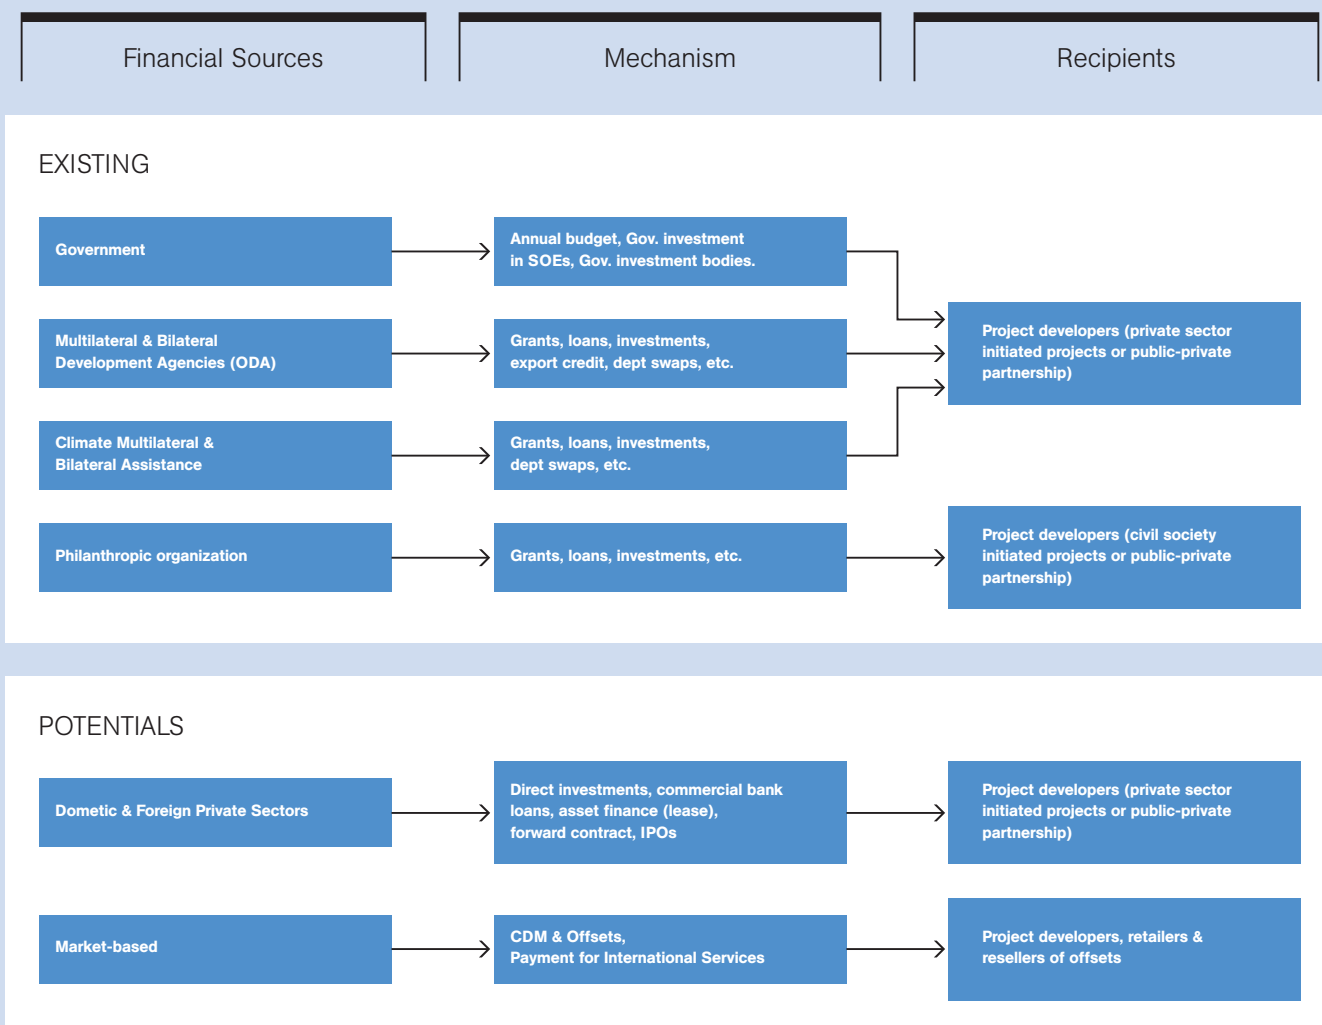 Financial Sources
Mechanism
Recipients
EXISTING
Government
Annual budget, Gov. investment
in SOEs, Gov. investment bodies.
Multilateral & Bilateral
Development Agencies (ODA)
Grants, loans, investments,
export credit, dept swaps, etc.
Project developers (private sector
initiated projects or public-private
partnership)
Climate Multilateral &
Bilateral Assistance
Grants, loans, investments,
dept swaps, etc.
Philanthropic organization
Grants, loans, investments, etc.
Project developers (civil society
initiated projects or public-private
partnership)
POTENTIALS
Dometic & Foreign Private Sectors
Direct investments, commercial bank
loans, asset finance (lease),
forward contract, IPOs
Project developers (private sector
initiated projects or public-private
partnership)
Market-based
CDM & Offsets,
Payment for International Services
Project developers, retailers &
resellers of offsets